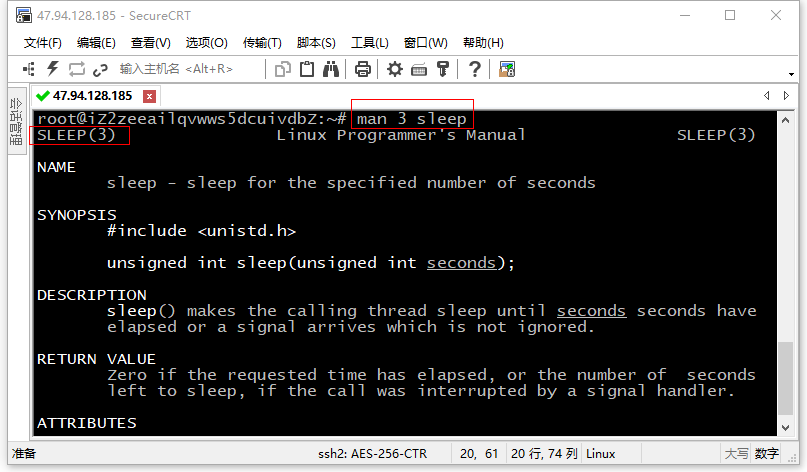 47.94.128.185 - SecureCRT
文件(F) 编辑(E) 查看(V) 选项(O) 传输(T) 脚本(S) 工具(L) 窗口(W) 帮助(H)
输入主机名 <Alt+R>
会话管理器
47.94.128.185
root@iZ2zeeailqvwws5dcuivdbZ:~# man 3 sleep
SLEEP(3) Linux Programmer's Manual SLEEP(3)
NAME
sleep - sleep for the specified number of seconds
SYNOPSIS
#include <unistd.h>
unsigned int sleep(unsigned int seconds);
DESCRIPTION
sleep() makes the calling thread sleep until seconds seconds have
elapsed or a signal arrives which is not ignored.
RETURN VALUE
Zero if the requested time has elapsed, or the number of  seconds
left to sleep, if the call was interrupted by a signal handler.
ATTRIBUTES
准备 ssh2: AES-256-CTR 20, 61 20 行, 74 列 Linux 大写 数字